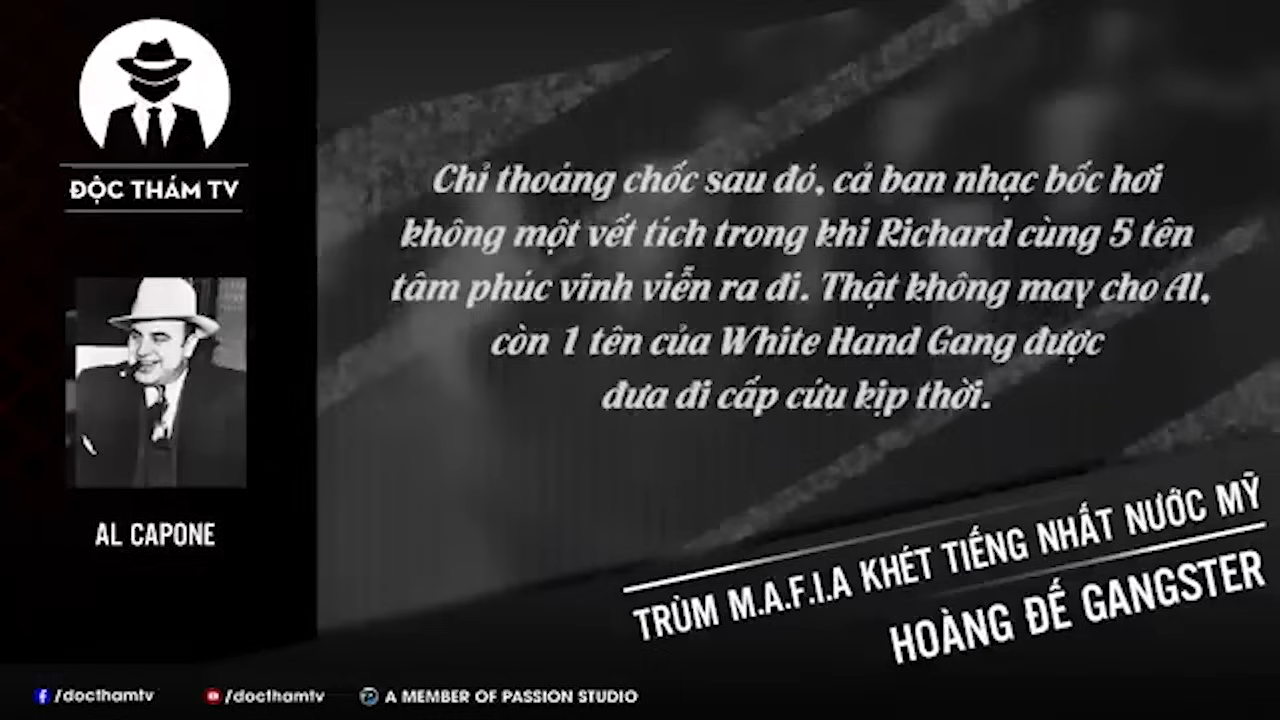 ĐỘC THÁM TV
AL CAPONE
Chỉ thoáng chốc sau đó, cả ban nhạc bốc hơi
không một vết tích trong khi Richard cùng 5 tên
tâm phúc vĩnh viễn ra đi. Thật không may cho Al,
còn 1 tên của White Hand Gang được
đưa đi cấp cứu kịp thời.
TRÙM M.A.F.I.A KHÉT TIẾNG NHẤT NƯỚC MỸ
HOÀNG ĐẾ GANGSTER
/docthamtv
/docthamtv
A MEMBER OF PASSION STUDIO